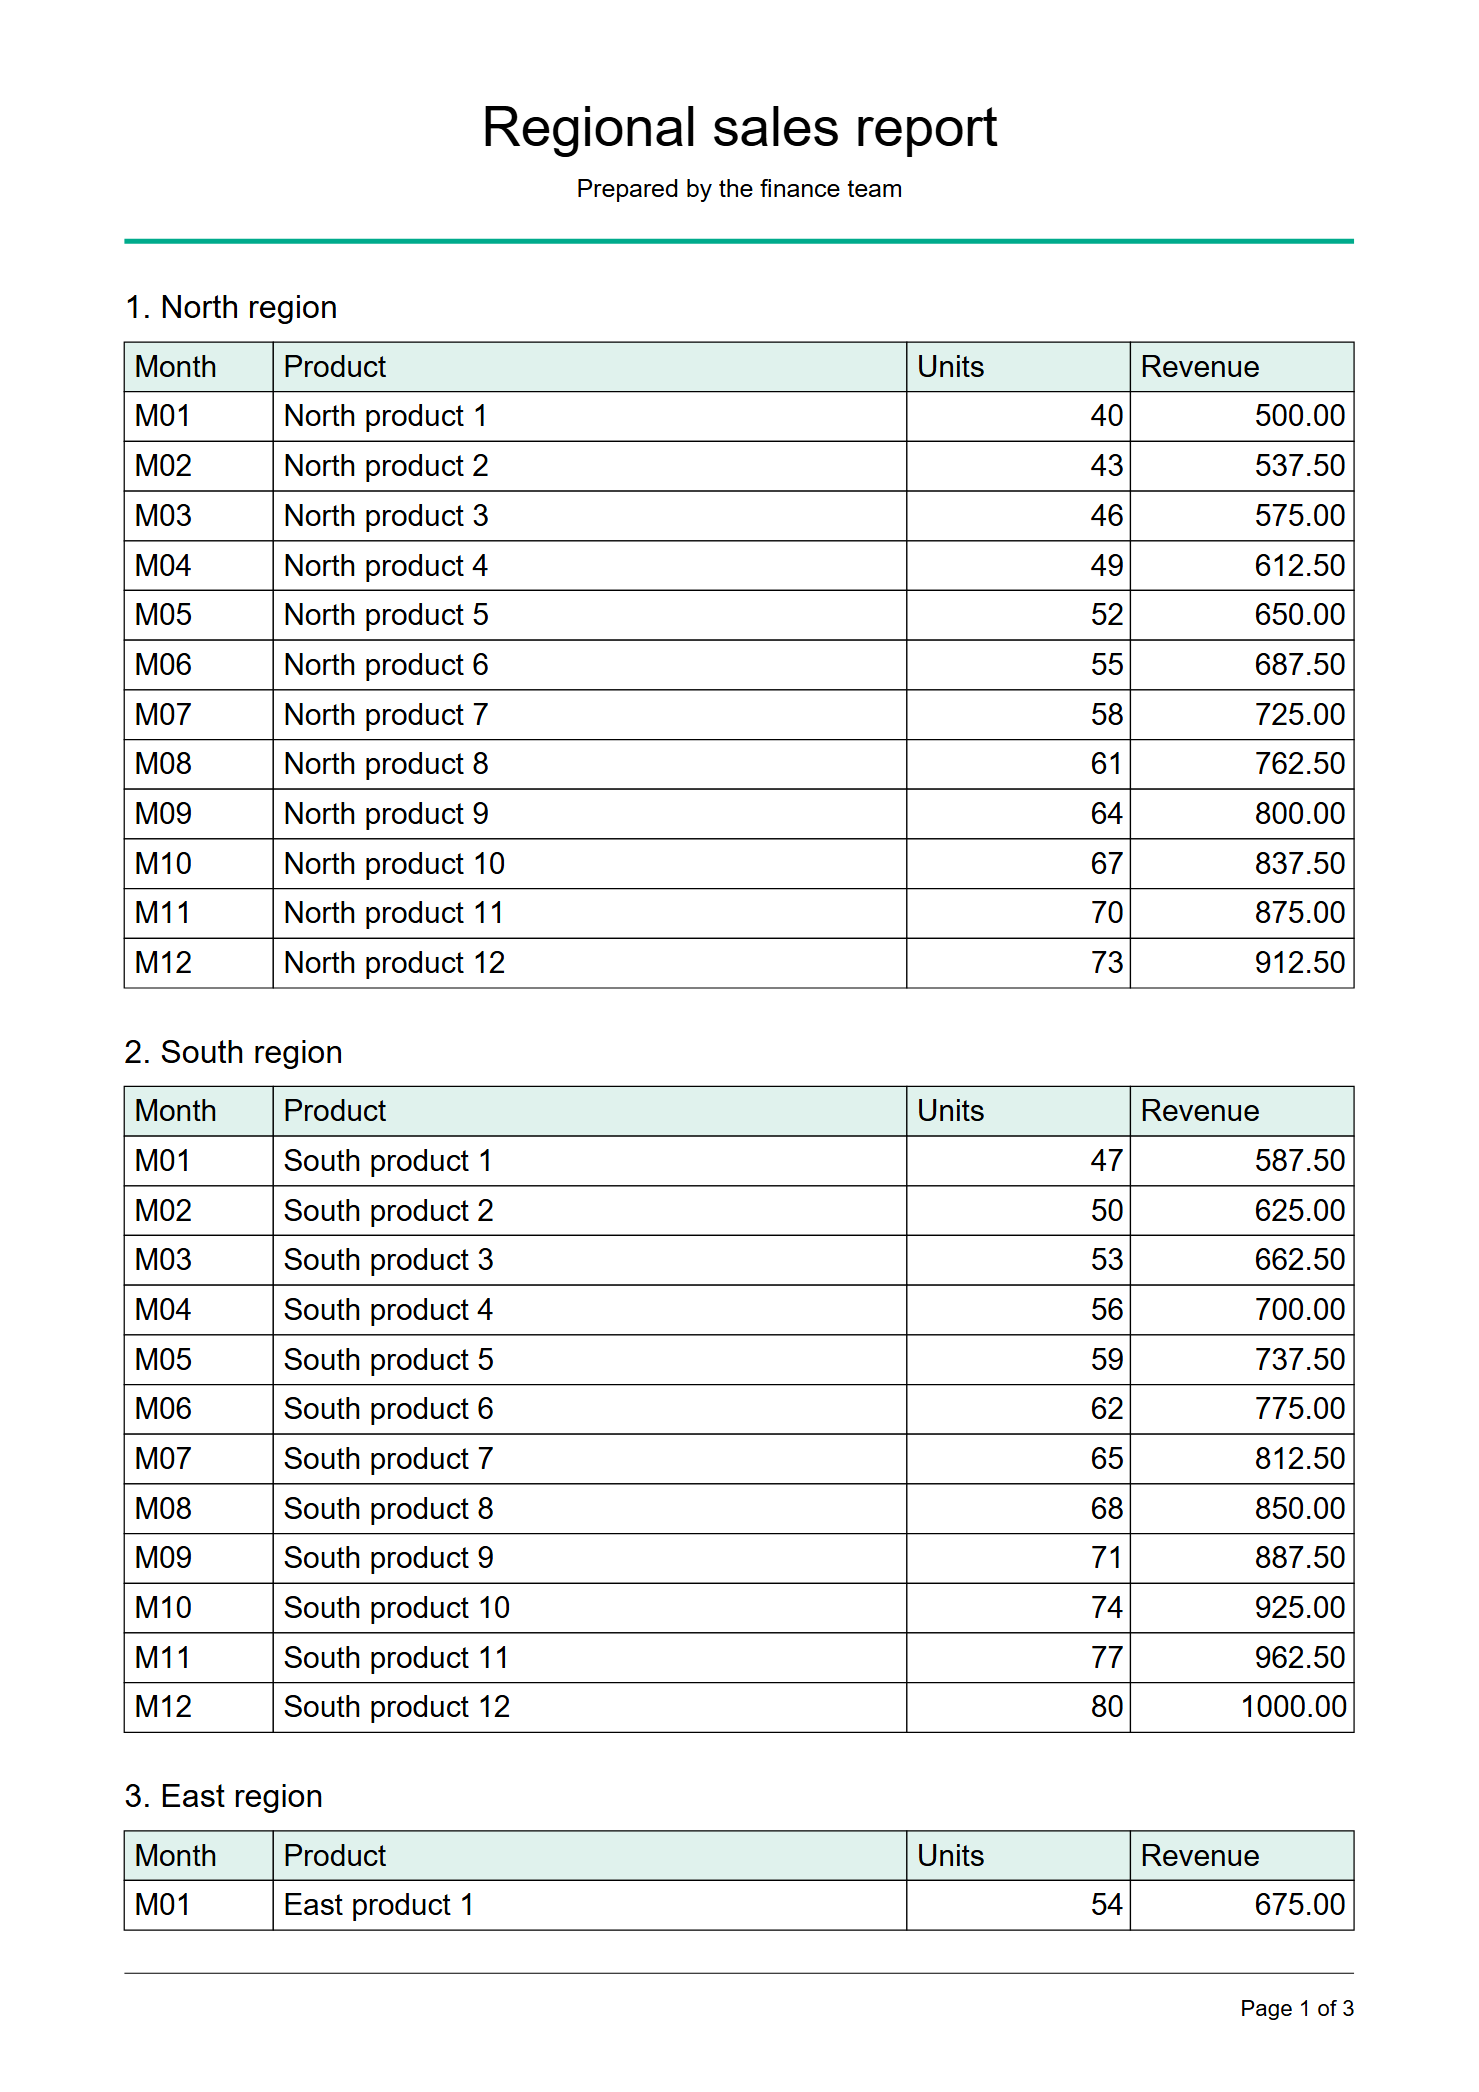 Regional sales report
Prepared by the finance team
1. North region
Month Product Units Revenue
M01 North product 1 40 500.00
M02 North product 2 43 537.50
M03 North product 3 46 575.00
M04 North product 4 49 612.50
M05 North product 5 52 650.00
M06 North product 6 55 687.50
M07 North product 7 58 725.00
M08 North product 8 61 762.50
M09 North product 9 64 800.00
M10 North product 10 67 837.50
M11 North product 11 70 875.00
M12 North product 12 73 912.50
2. South region
Month Product Units Revenue
M01 South product 1 47 587.50
M02 South product 2 50 625.00
M03 South product 3 53 662.50
M04 South product 4 56 700.00
M05 South product 5 59 737.50
M06 South product 6 62 775.00
M07 South product 7 65 812.50
M08 South product 8 68 850.00
M09 South product 9 71 887.50
M10 South product 10 74 925.00
M11 South product 11 77 962.50
M12 South product 12 80 1000.00
3. East region
Month Product Units Revenue
M01 East product 1 54 675.00
Page 1 of 3